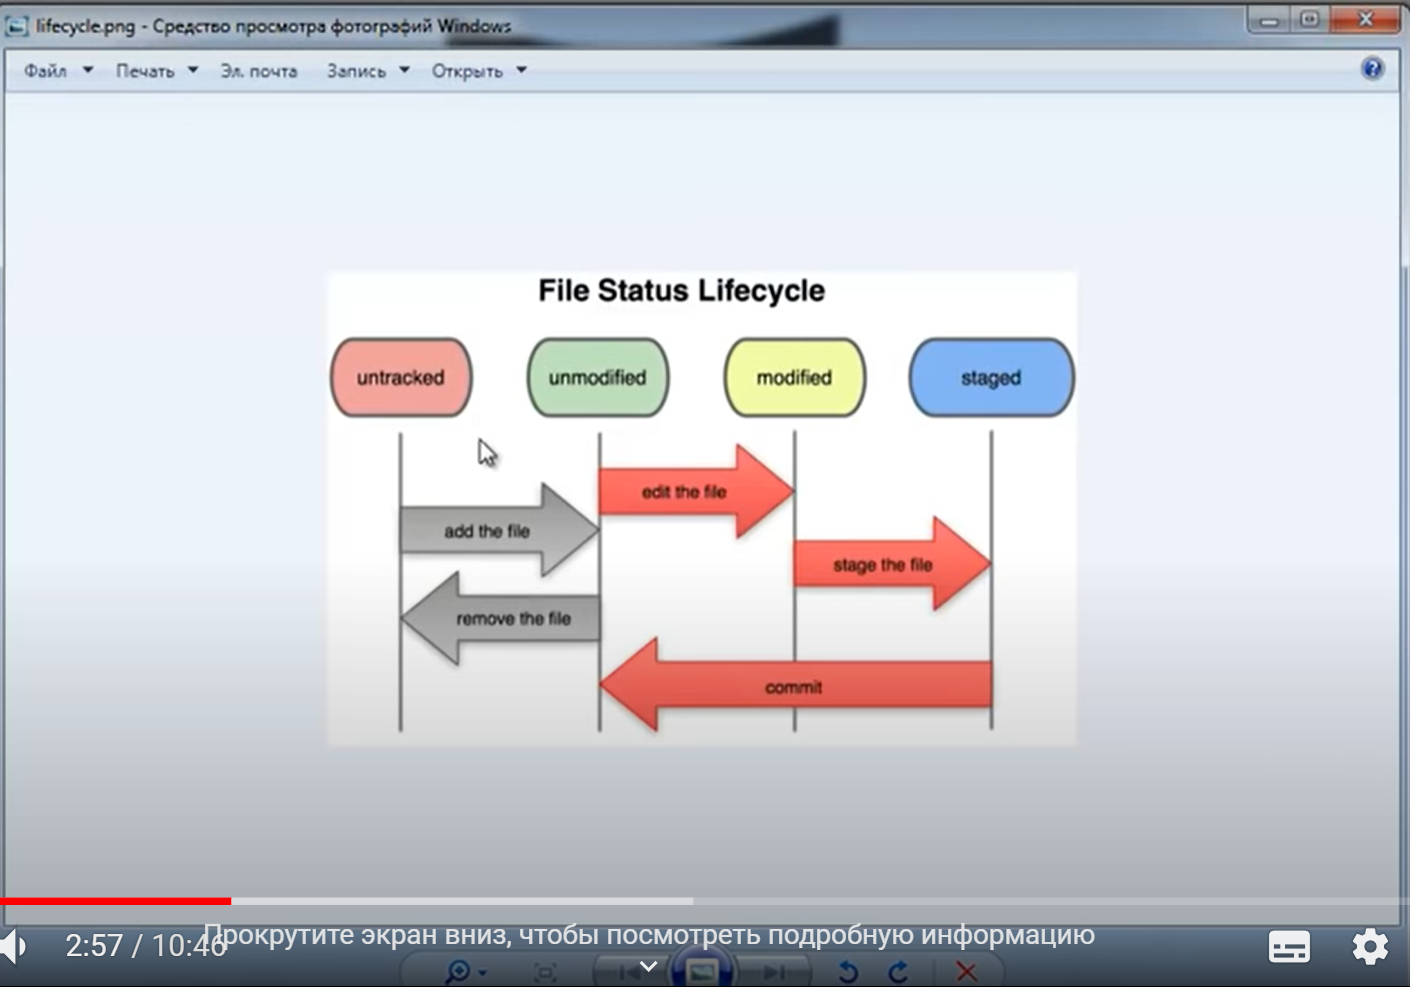 lifecycle.png - Средство просмотра фотографий Windows
Файл Печать Эл. почта Запись Открыть
File Status Lifecycle
untracked unmodified modified staged
edit the file
add the file
stage the file
remove the file
commit
Прокрутите экран вниз, чтобы посмотреть подробную информацию
2:57 / 10:46